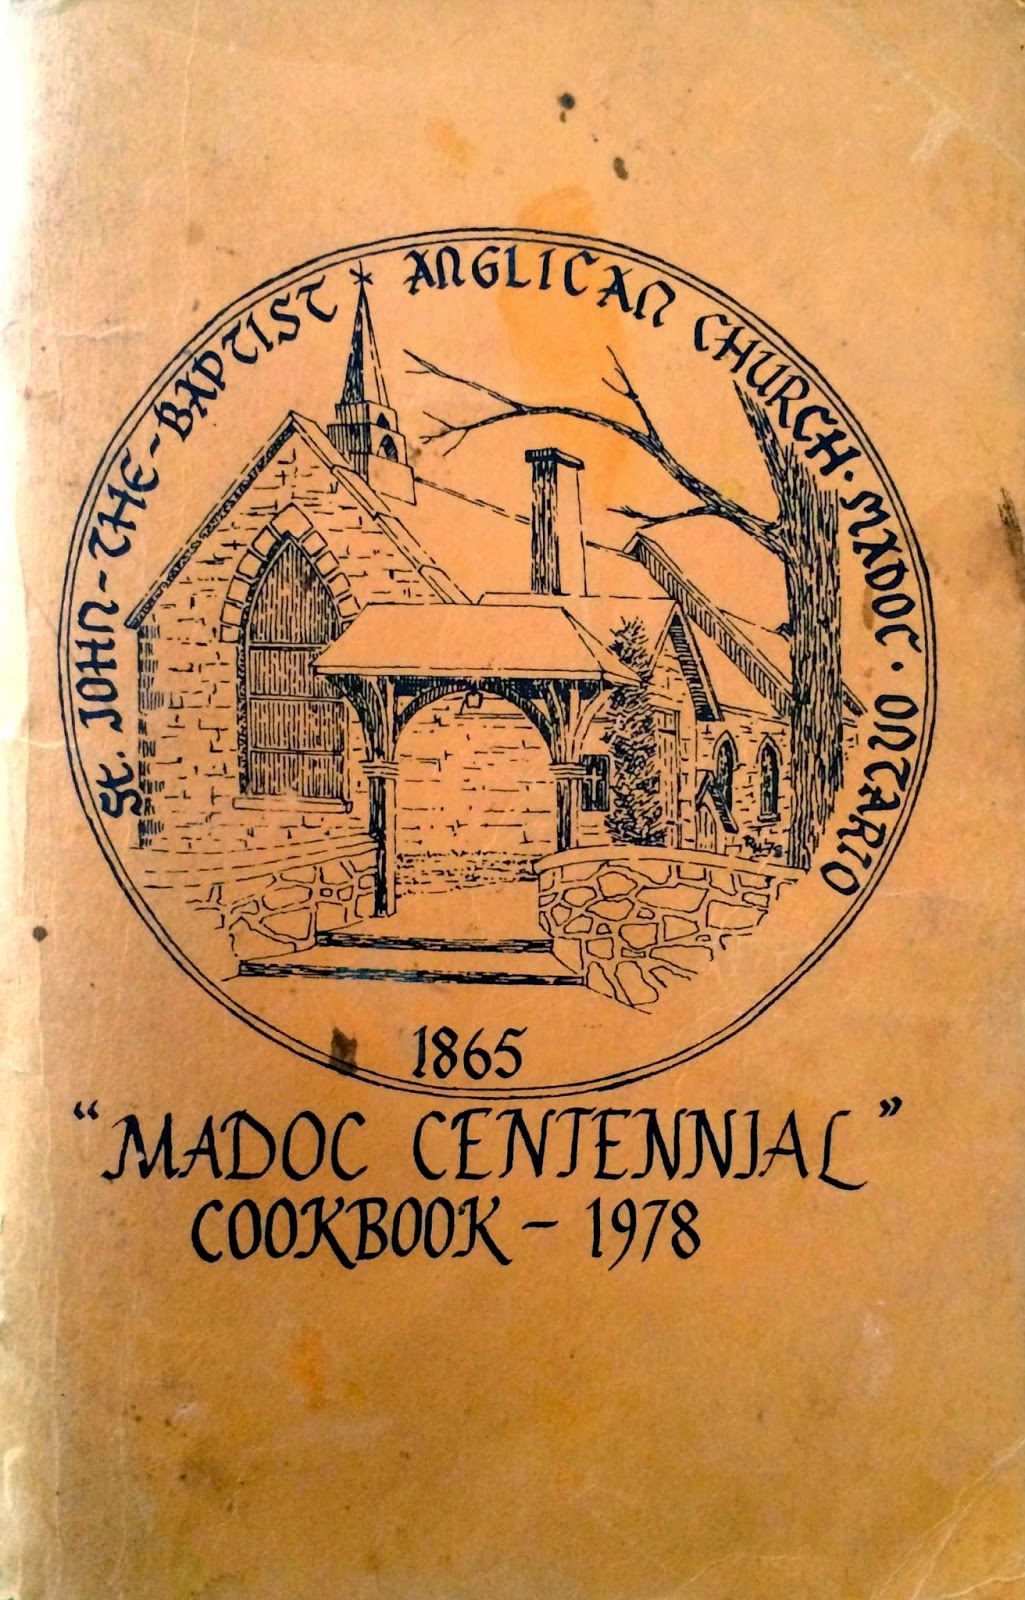 St. JOHN-THE-BAPTIST * ANGLICAN CHURCH · MADOC · ONTARIO
1865
"MADOC CENTENNIAL"
COOKBOOK - 1978